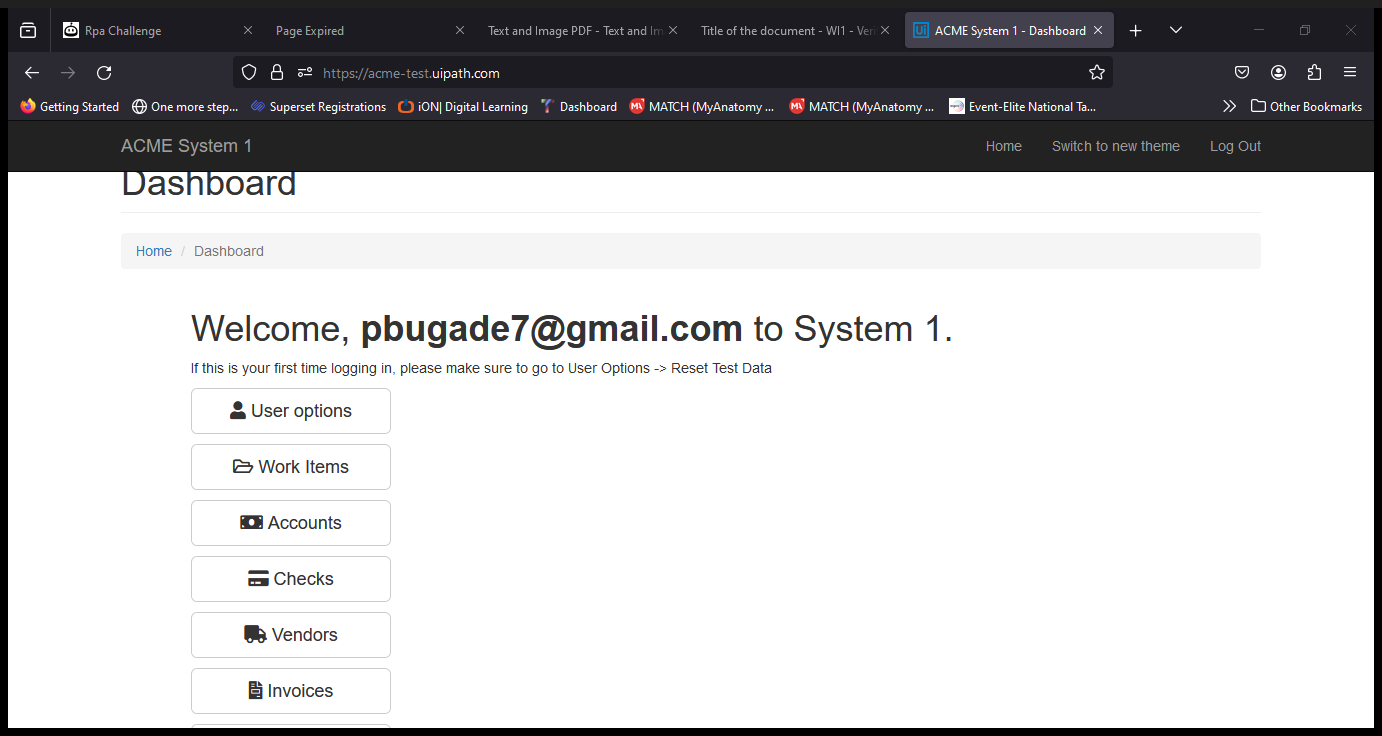 Rpa Challenge
Page Expired
Text and Image PDF - Text and Im
Title of the document - WI1 - Veri
Ui ACME System 1 - Dashboard
https://acme-test.uipath.com
Getting Started
One more step...
Superset Registrations
iON| Digital Learning
Dashboard
MATCH (MyAnatomy ...
MATCH (MyAnatomy ...
Event-Elite National Ta...
Other Bookmarks
ACME System 1
Home
Switch to new theme
Log Out
Dashboard
Home / Dashboard
Welcome, pbugade7@gmail.com to System 1.
If this is your first time logging in, please make sure to go to User Options -> Reset Test Data
User options
Work Items
Accounts
Checks
Vendors
Invoices